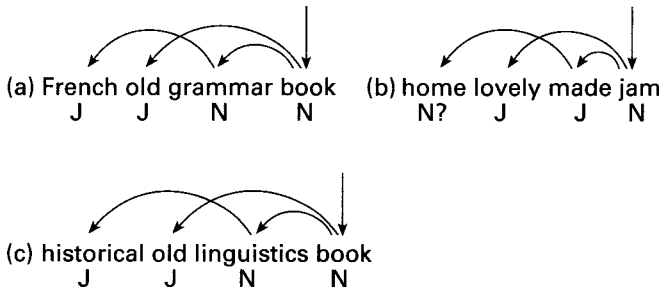 (a) French old grammar book (b) home lovely made jam
J J N N N? J J N
(c) historical old linguistics book
J J N N